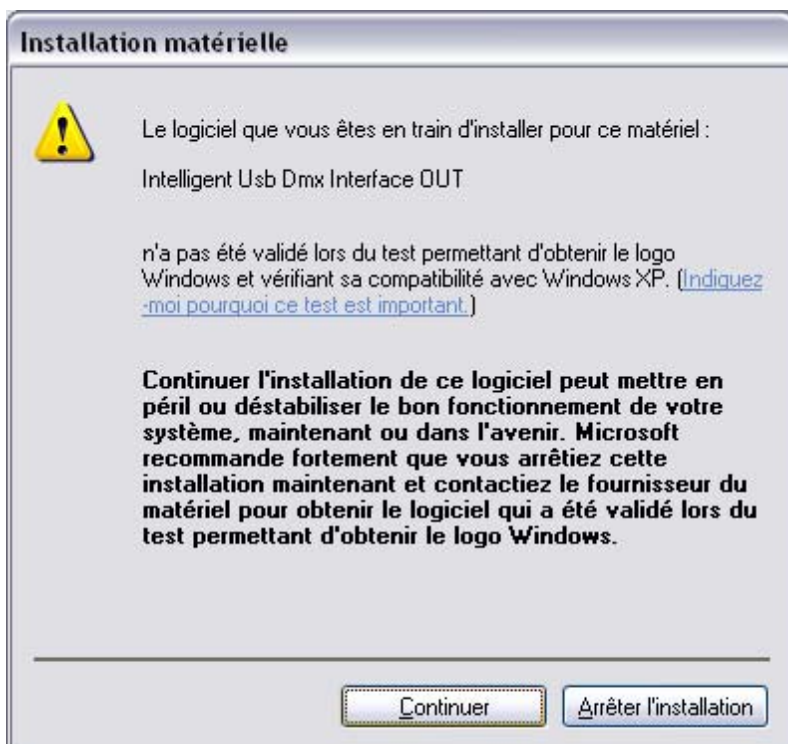 Installation matérielle
Le logiciel que vous êtes en train d'installer pour ce matériel :
Intelligent Usb Dmx Interface OUT
n'a pas été validé lors du test permettant d'obtenir le logo
Windows et vérifiant sa compatibilité avec Windows XP. (Indiquez
-moi pourquoi ce test est important.)
Continuer l'installation de ce logiciel peut mettre en
péril ou déstabiliser le bon fonctionnement de votre
système, maintenant ou dans l'avenir. Microsoft
recommande fortement que vous arrêtiez cette
installation maintenant et contactiez le fournisseur du
matériel pour obtenir le logiciel qui a été validé lors du
test permettant d'obtenir le logo Windows.
Continuer
Arrêter l'installation